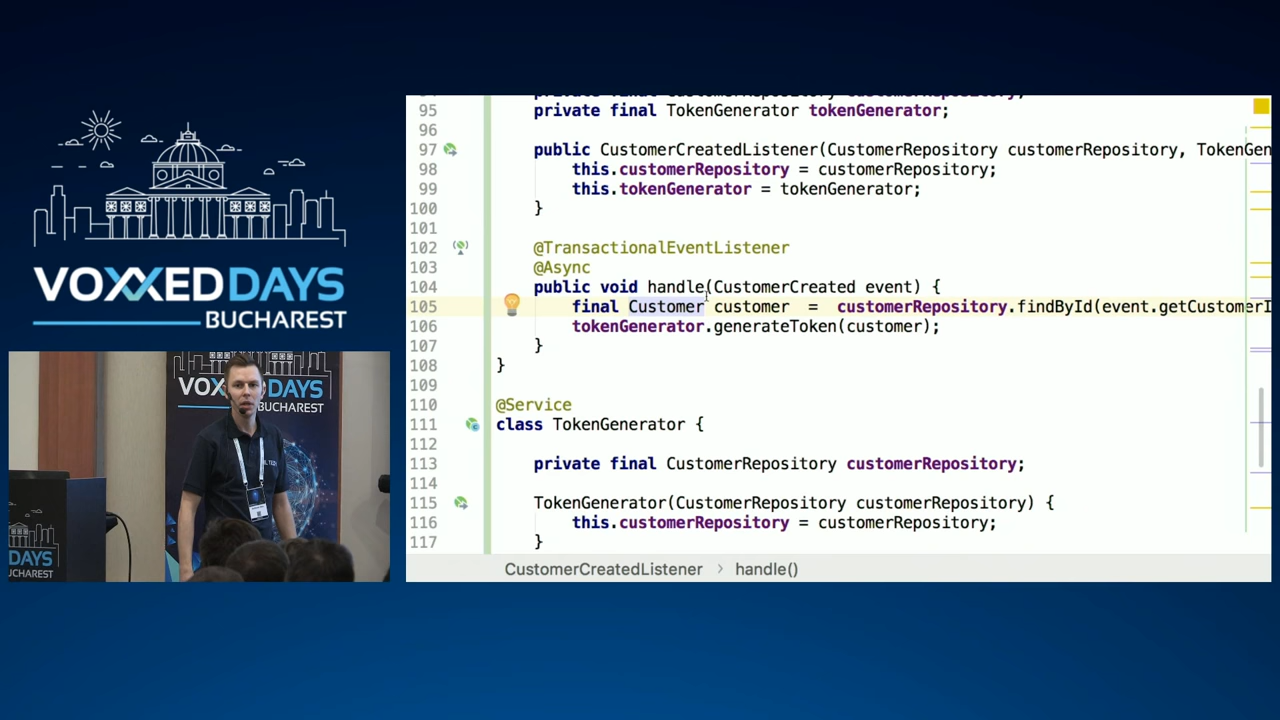 VOXXED DAYS
BUCHAREST
VOXXED DAYS
BUCHAREST
DAYS
UCHAREST
95 private final TokenGenerator tokenGenerator;
96
97 public CustomerCreatedListener(CustomerRepository customerRepository, TokenGen
98 this.customerRepository = customerRepository;
99 this.tokenGenerator = tokenGenerator;
100 }
101
102 @TransactionalEventListener
103 @Async
104 public void handle(CustomerCreated event) {
105 final Customer customer = customerRepository.findById(event.getCustomerI
106 tokenGenerator.generateToken(customer);
107 }
108 }
109
110 @Service
111 class TokenGenerator {
112
113 private final CustomerRepository customerRepository;
114
115 TokenGenerator(CustomerRepository customerRepository) {
116 this.customerRepository = customerRepository;
117 }
CustomerCreatedListener > handle()